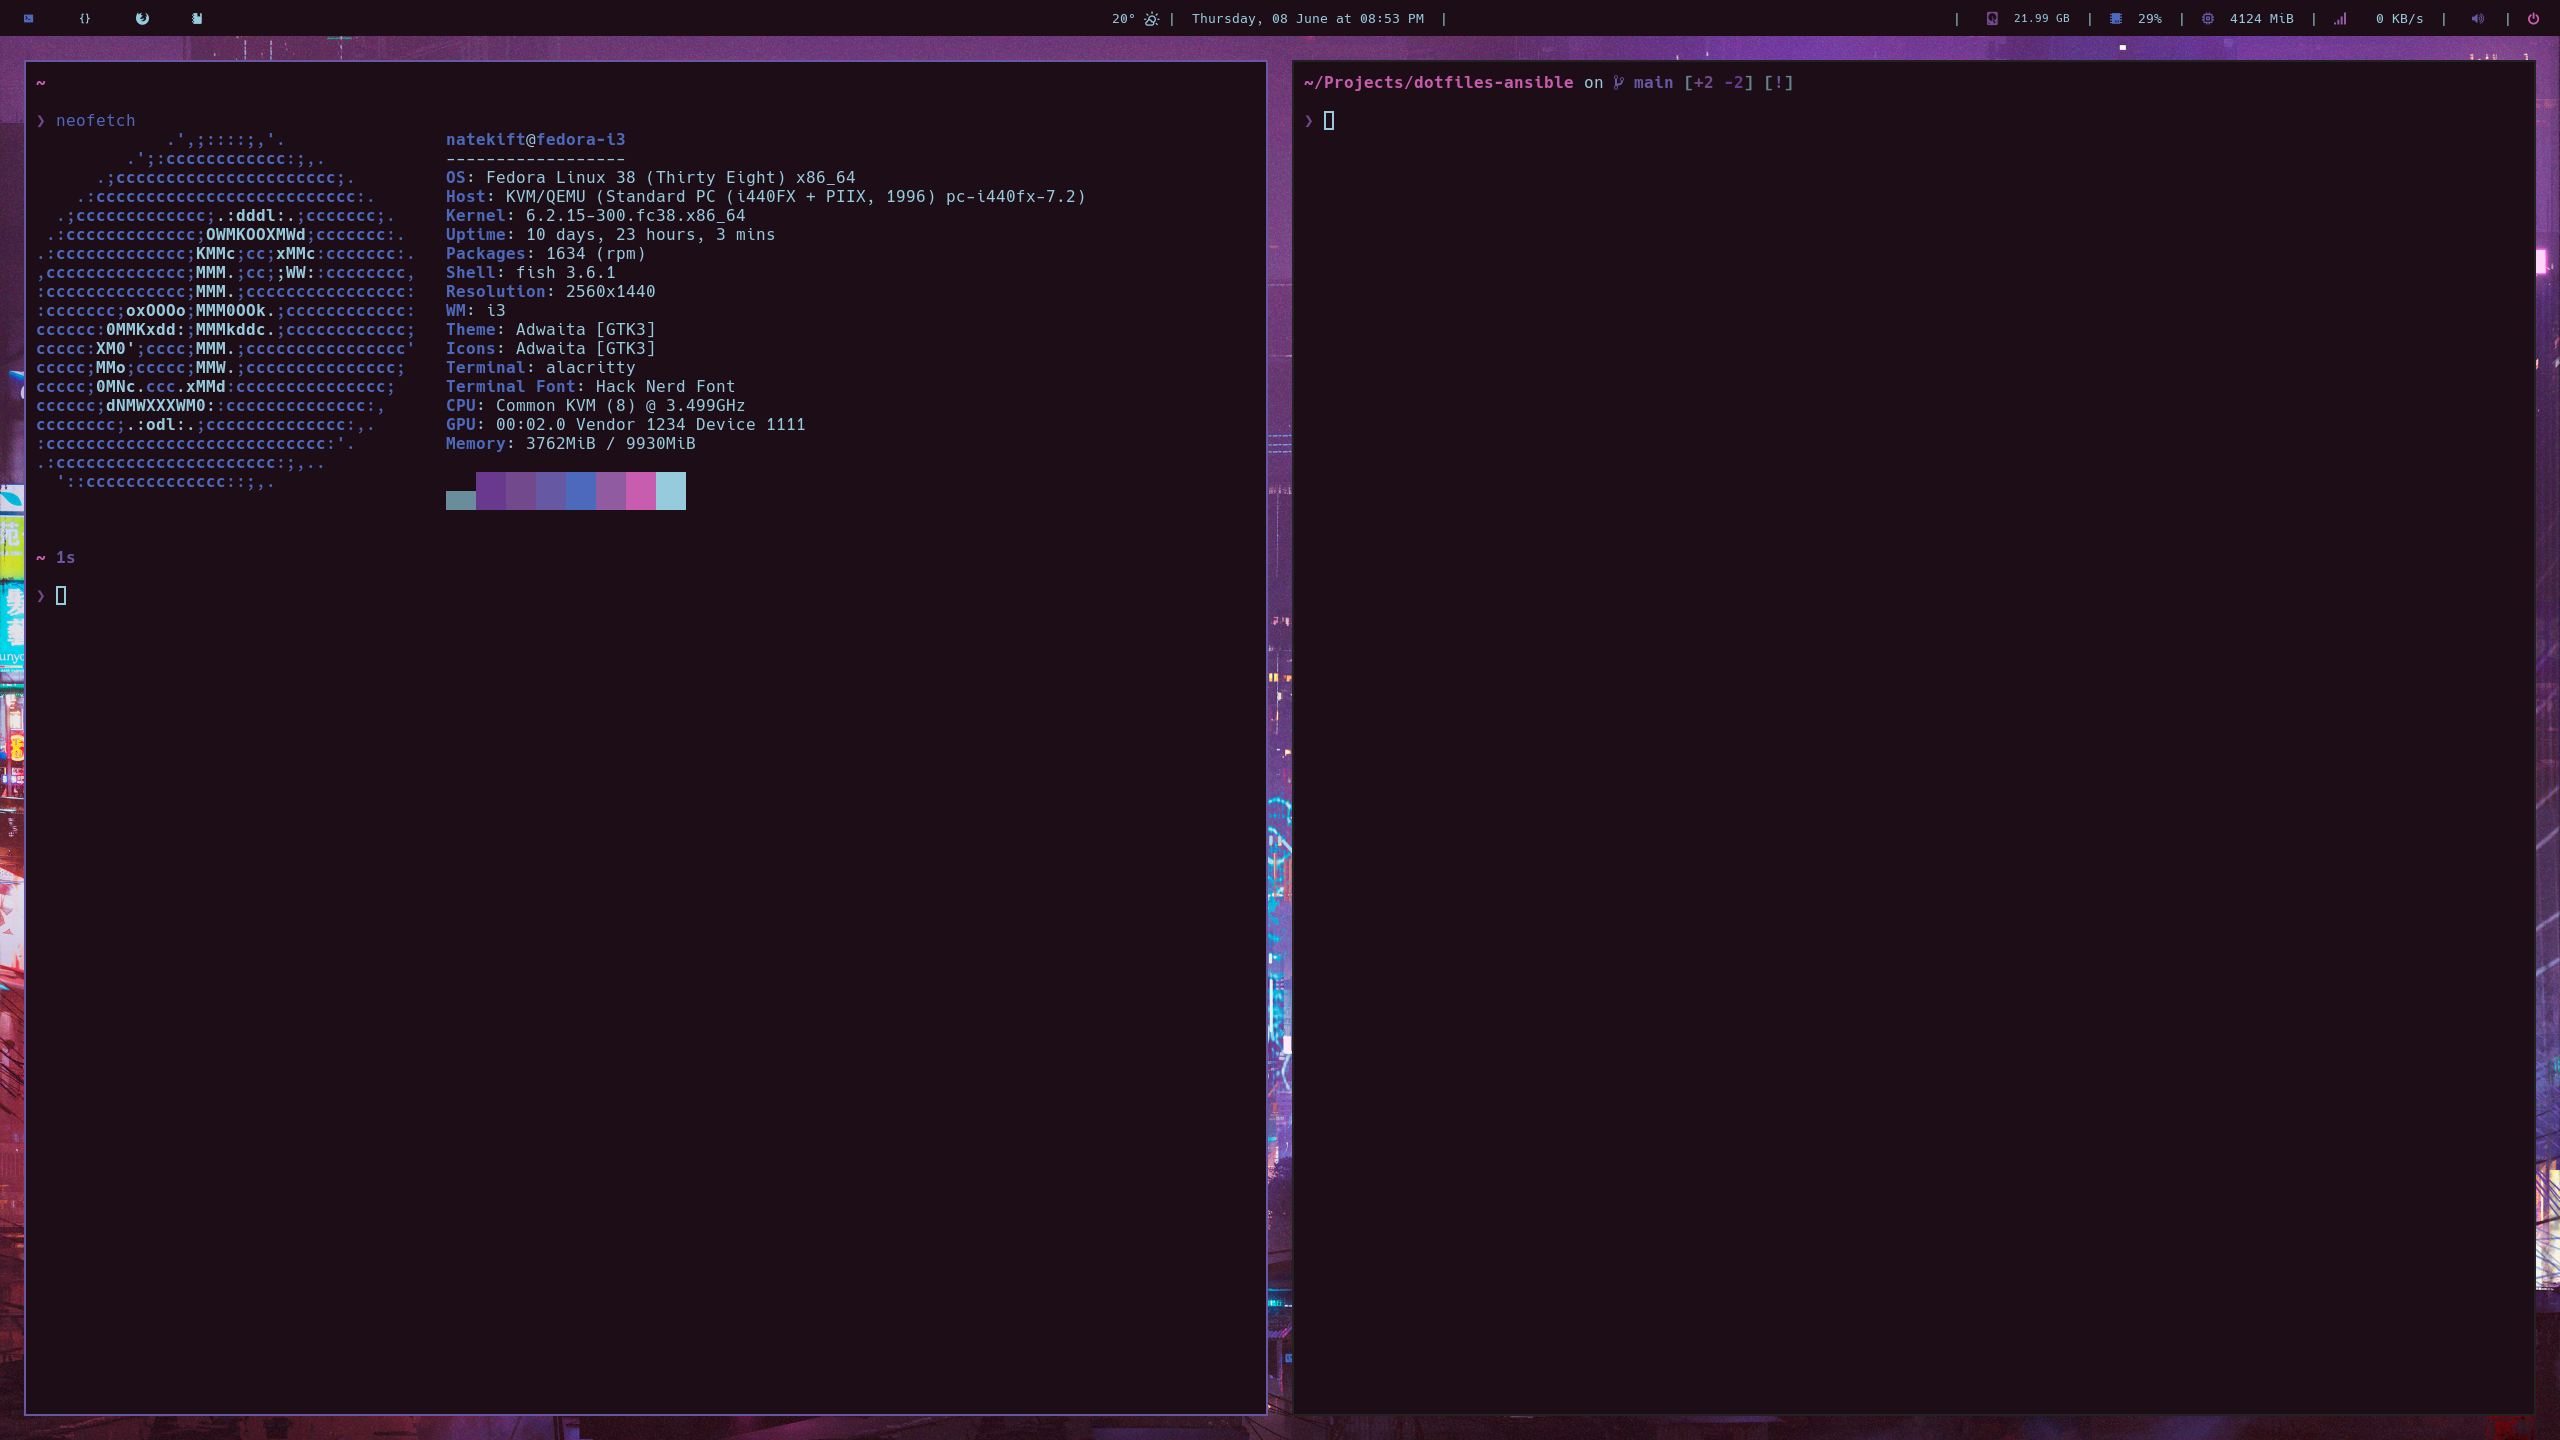 20° | Thursday, 08 June at 08:53 PM |
| 21.99 GB | 29% | 4124 MiB | 0 KB/s | |
~
❯ neofetch
             .',;::::;,'.
         .';:cccccccccccc:;,.
      .;cccccccccccccccccccccc;.
    .:cccccccccccccccccccccccccc:.
  .;ccccccccccccc;.:dddl:.;ccccccc;.
 .:ccccccccccccc;OWMKOOXMWd;ccccccc:.
.:ccccccccccccc;KMMc;cc;xMMc:ccccccc:.
,cccccccccccccc;MMM.;cc;;WW::cccccccc,
:cccccccccccccc;MMM.;cccccccccccccccc:
:ccccccc;oxOOOo;MMM0OOk.;cccccccccccc:
cccccc:0MMKxdd:;MMMkddc.;cccccccccccc;
ccccc:XM0';cccc;MMM.;cccccccccccccccc'
ccccc;MMo;ccccc;MMW.;ccccccccccccccc;
ccccc;0MNc.ccc.xMMd:ccccccccccccccc;
cccccc;dNMWXXXWM0::cccccccccccccc:,
cccccccc;.:odl:.;cccccccccccccc:,.
:cccccccccccccccccccccccccccc:'.
.:cccccccccccccccccccccc:;,..
  '::cccccccccccccc::;,.
natekift@fedora-i3
------------------
OS: Fedora Linux 38 (Thirty Eight) x86_64
Host: KVM/QEMU (Standard PC (i440FX + PIIX, 1996) pc-i440fx-7.2)
Kernel: 6.2.15-300.fc38.x86_64
Uptime: 10 days, 23 hours, 3 mins
Packages: 1634 (rpm)
Shell: fish 3.6.1
Resolution: 2560x1440
WM: i3
Theme: Adwaita [GTK3]
Icons: Adwaita [GTK3]
Terminal: alacritty
Terminal Font: Hack Nerd Font
CPU: Common KVM (8) @ 3.499GHz
GPU: 00:02.0 Vendor 1234 Device 1111
Memory: 3762MiB / 9930MiB
~ 1s
❯
~/Projects/dotfiles-ansible on main [+2 -2] [!]
❯